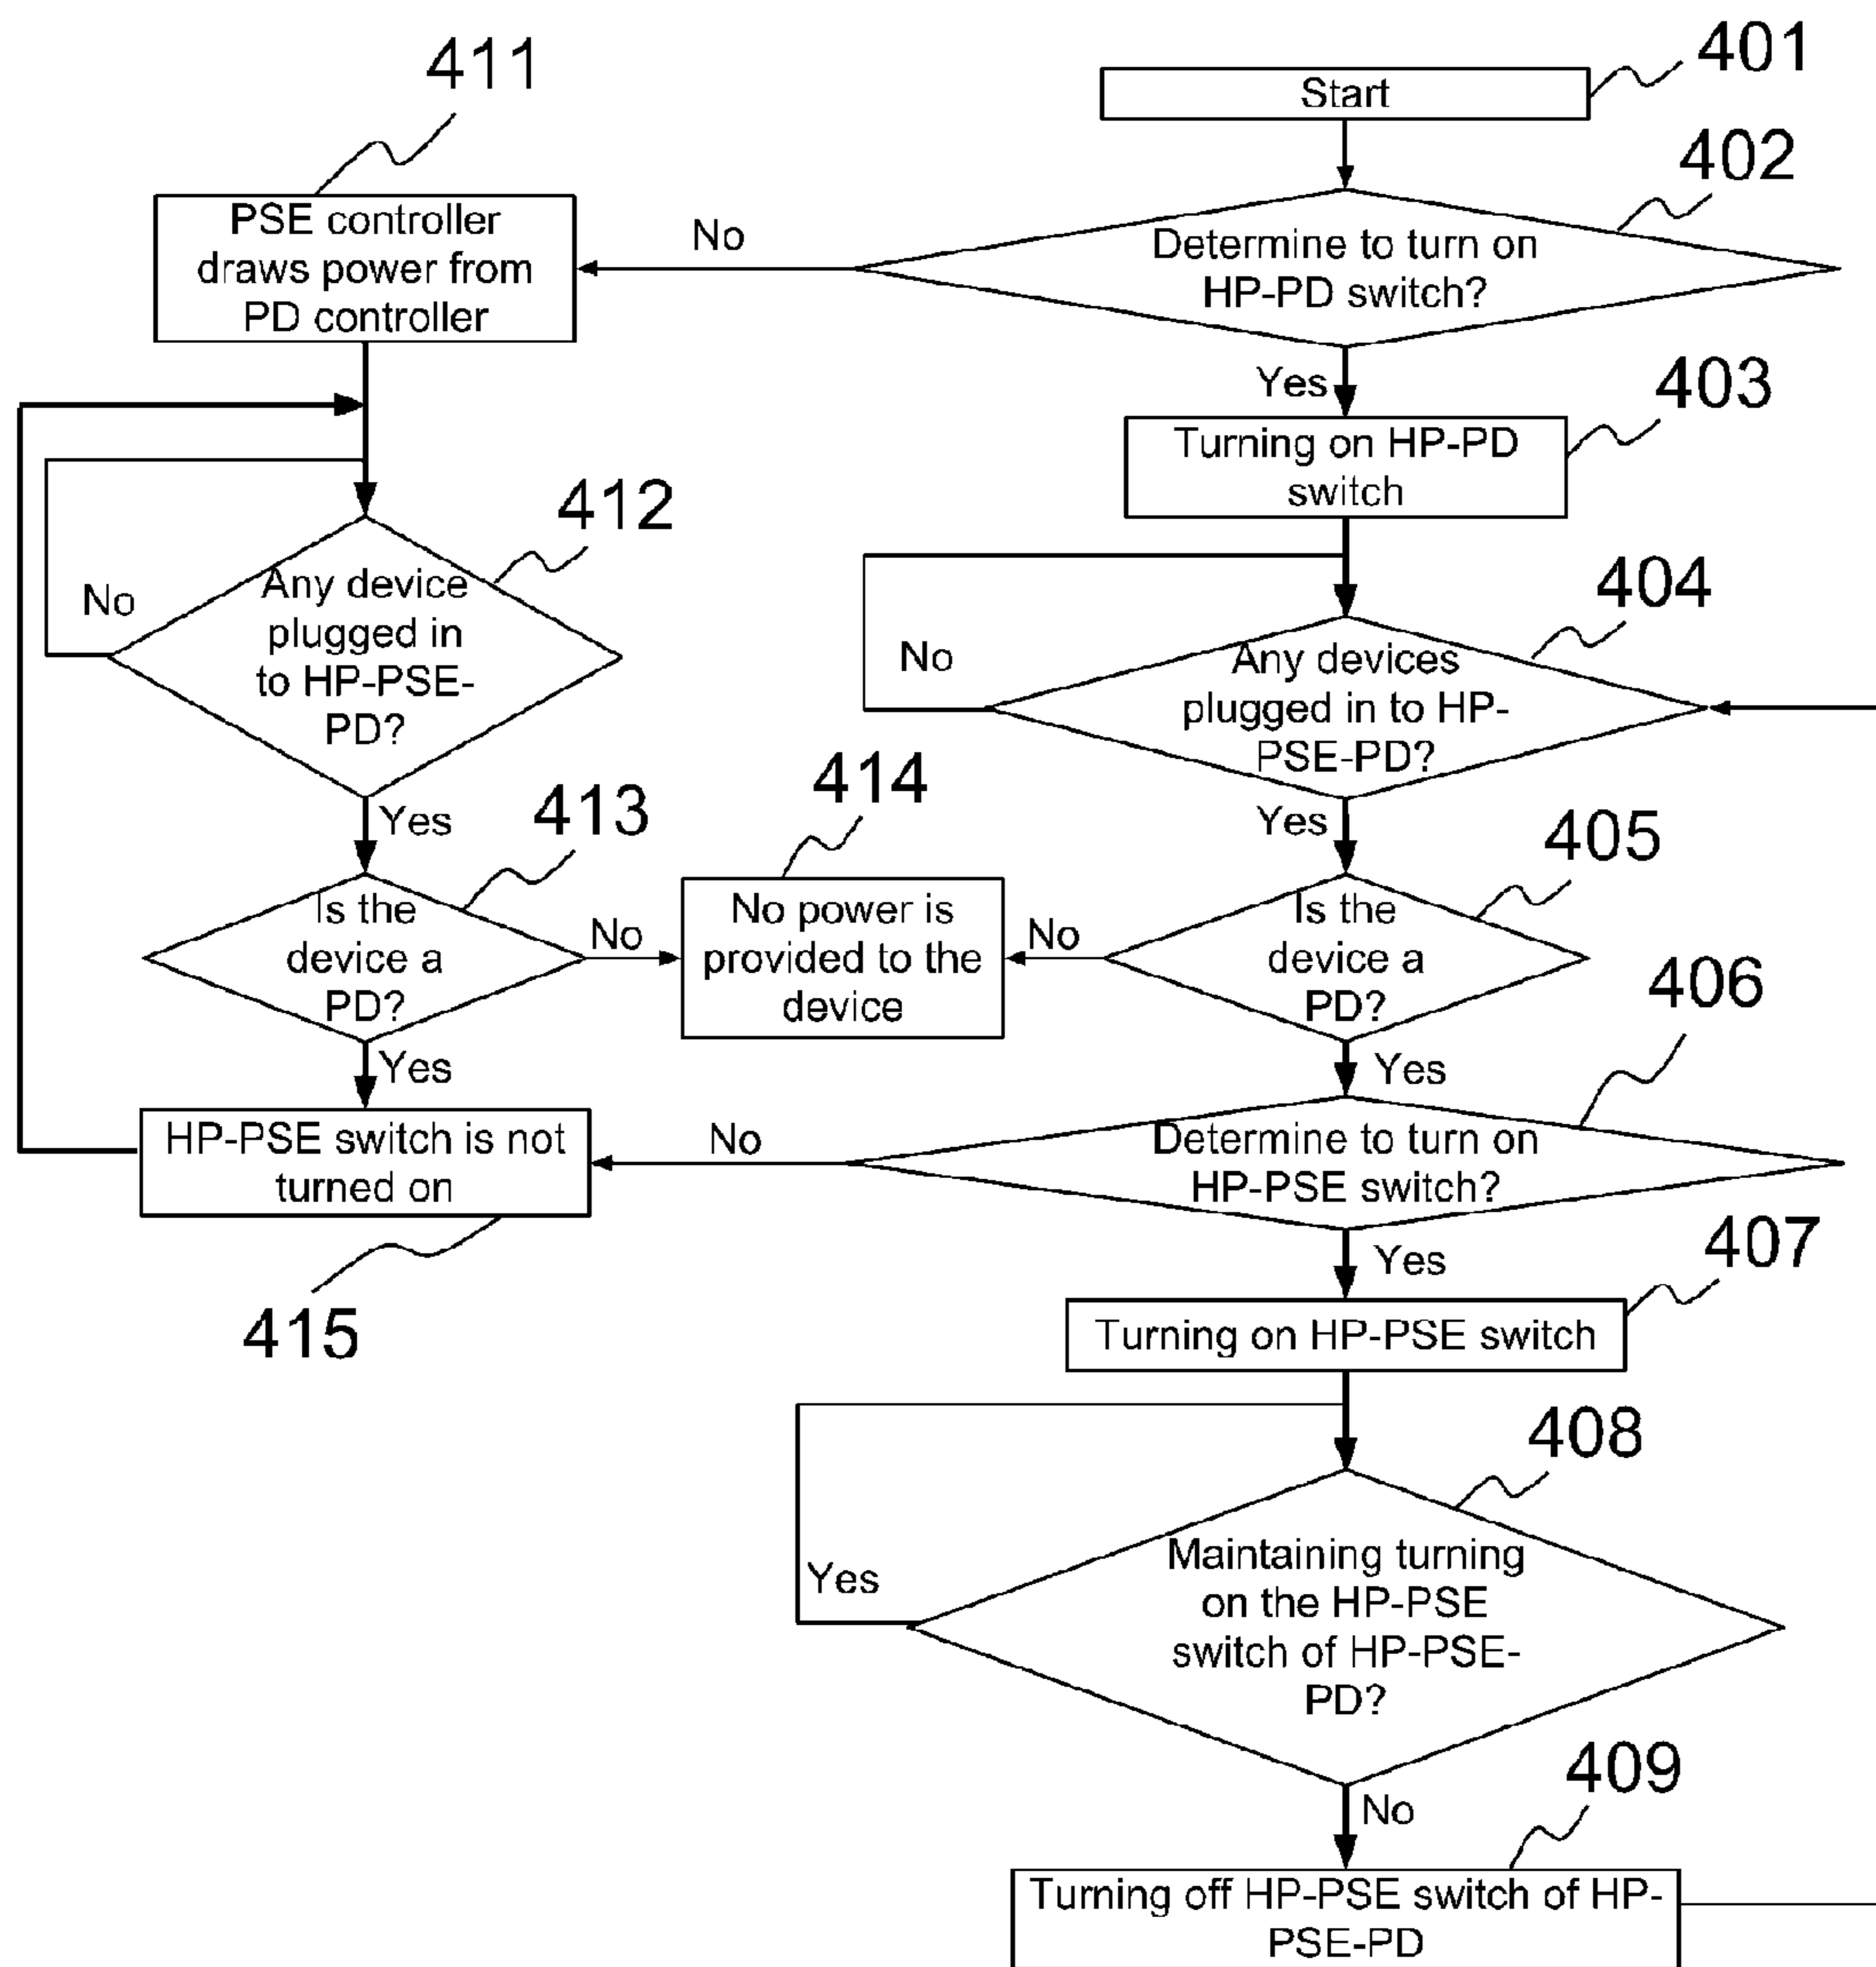 401
Start
402
Determine to turn on
HP-PD switch?
No
411
PSE controller
draws power from
PD controller
Yes
403
Turning on HP-PD
switch
404
Any devices
plugged in to HP-
PSE-PD?
No
412
Any device
plugged in
to HP-PSE-
PD?
No
Yes
Yes
413
Is the
device a
PD?
No
414
No power is
provided to the
device
No
405
Is the
device a
PD?
Yes
Yes
406
Determine to turn on
HP-PSE switch?
No
HP-PSE switch is not
turned on
415
Yes
407
Turning on HP-PSE switch
408
Maintaining turning
on the HP-PSE
switch of HP-PSE-
PD?
Yes
No
409
Turning off HP-PSE switch of HP-
PSE-PD